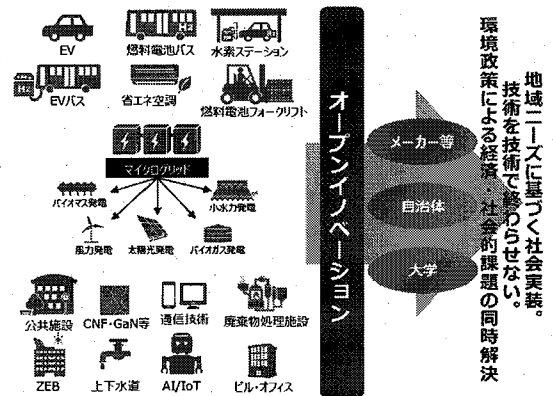 EV
燃料電池バス
水素ステーション
EVバス
省エネ空調
燃料電池フォークリフト
マイクログリッド
バイオマス発電
小水力発電
風力発電
太陽光発電
バイオガス発電
公共施設
CNF・GaN等
通信技術
廃棄物処理施設
ZEB
上下水道
AI/IoT
ビル・オフィス
オープンイノベーション
メーカー等
自治体
大学
地域ニーズに基づく社会実装。
技術を技術で終わらせない。
環境政策による経済・社会的課題の同時解決